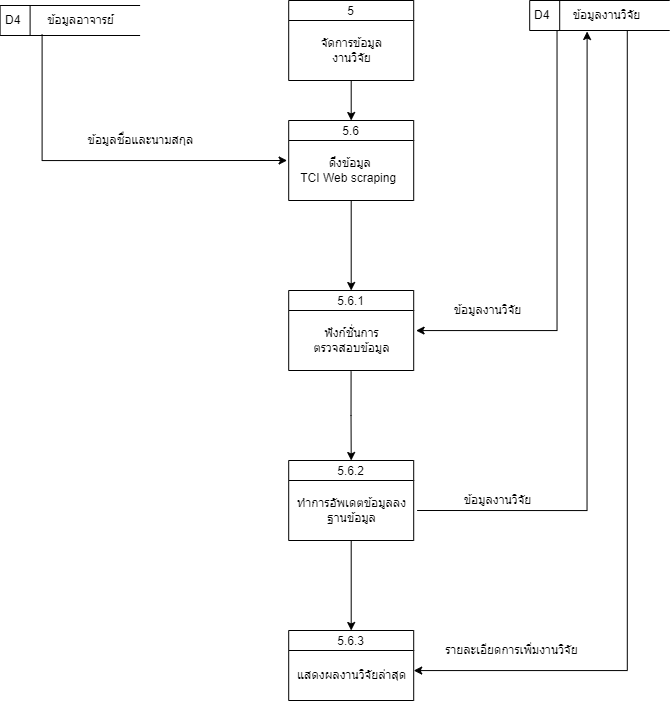 D4 ข้อมูลอาจารย์
5
D4 ข้อมูลงานวิจัย
จัดการข้อมูล
งานวิจัย
5.6
ข้อมูลชื่อและนามสกุล
ดึงข้อมูล
TCI Web scraping
5.6.1
ข้อมูลงานวิจัย
ฟังก์ชั่นการ
ตรวจสอบข้อมูล
5.6.2
ทำการอัพเดตข้อมูลลง
ฐานข้อมูล
ข้อมูลงานวิจัย
5.6.3
รายละเอียดการเพิ่มงานวิจัย
แสดงผลงานวิจัยล่าสุด